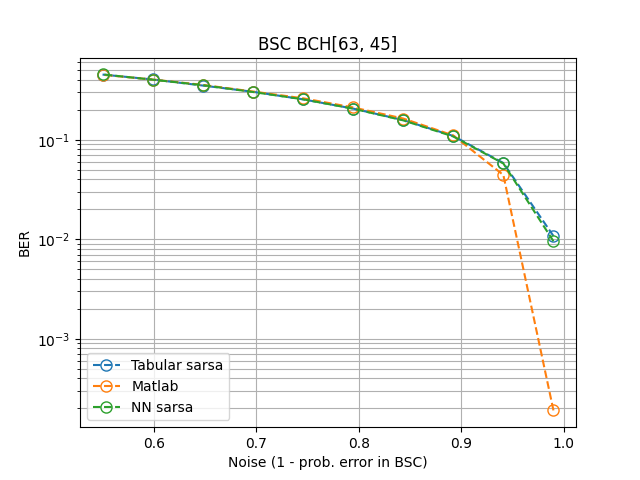 BSC BCH[63, 45]
BER
10⁻¹
10⁻²
10⁻³
Tabular sarsa
Matlab
NN sarsa
0.6 0.7 0.8 0.9 1.0
Noise (1 - prob. error in BSC)